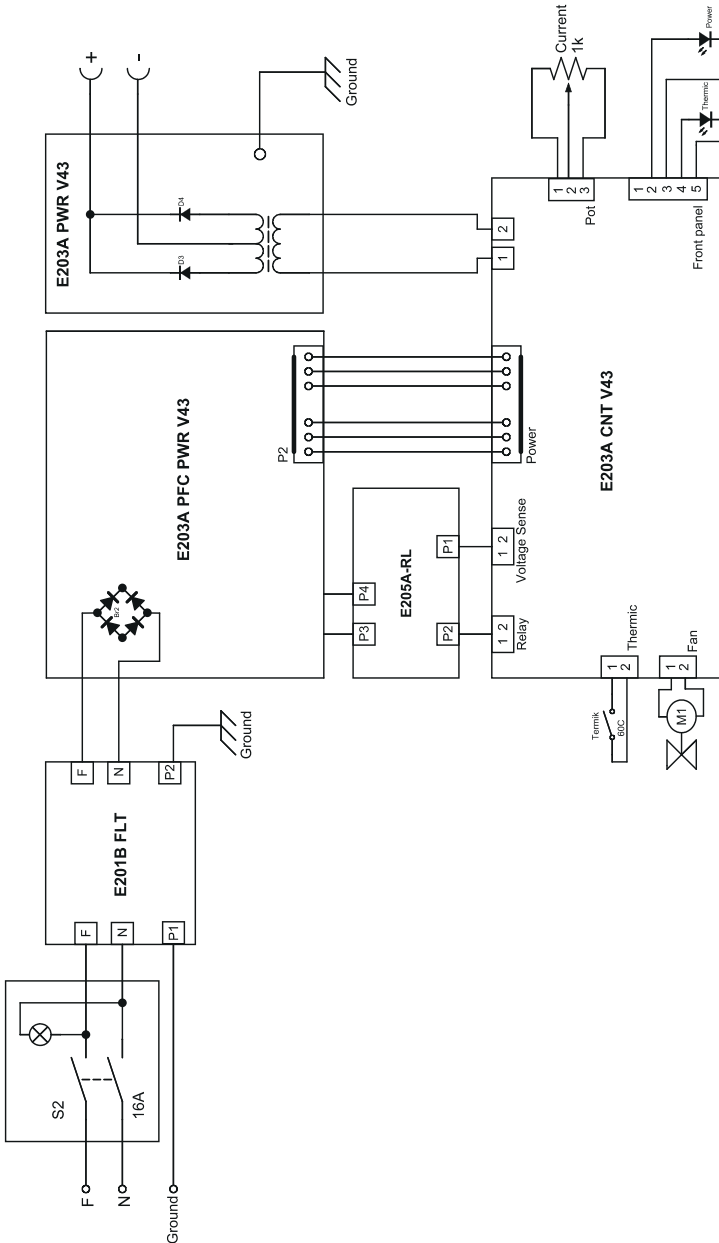 F
N
Ground
S2
16A
F
N
P1
E201B FLT
F
N
P2
Ground
Br2
E203A PFC PWR V43
P2
E203A PWR V43
D3
D4
+
-
Ground
P3
P4
E205A-RL
P2
P1
1 2
Relay
1 2
Voltage Sense
Power
1
2
E203A CNT V43
Termik
60C
1
2
Thermic
M1
1
2
Fan
Current
1k
1
2
3
Pot
1
2
3
4
5
Front panel
Thermic
Power